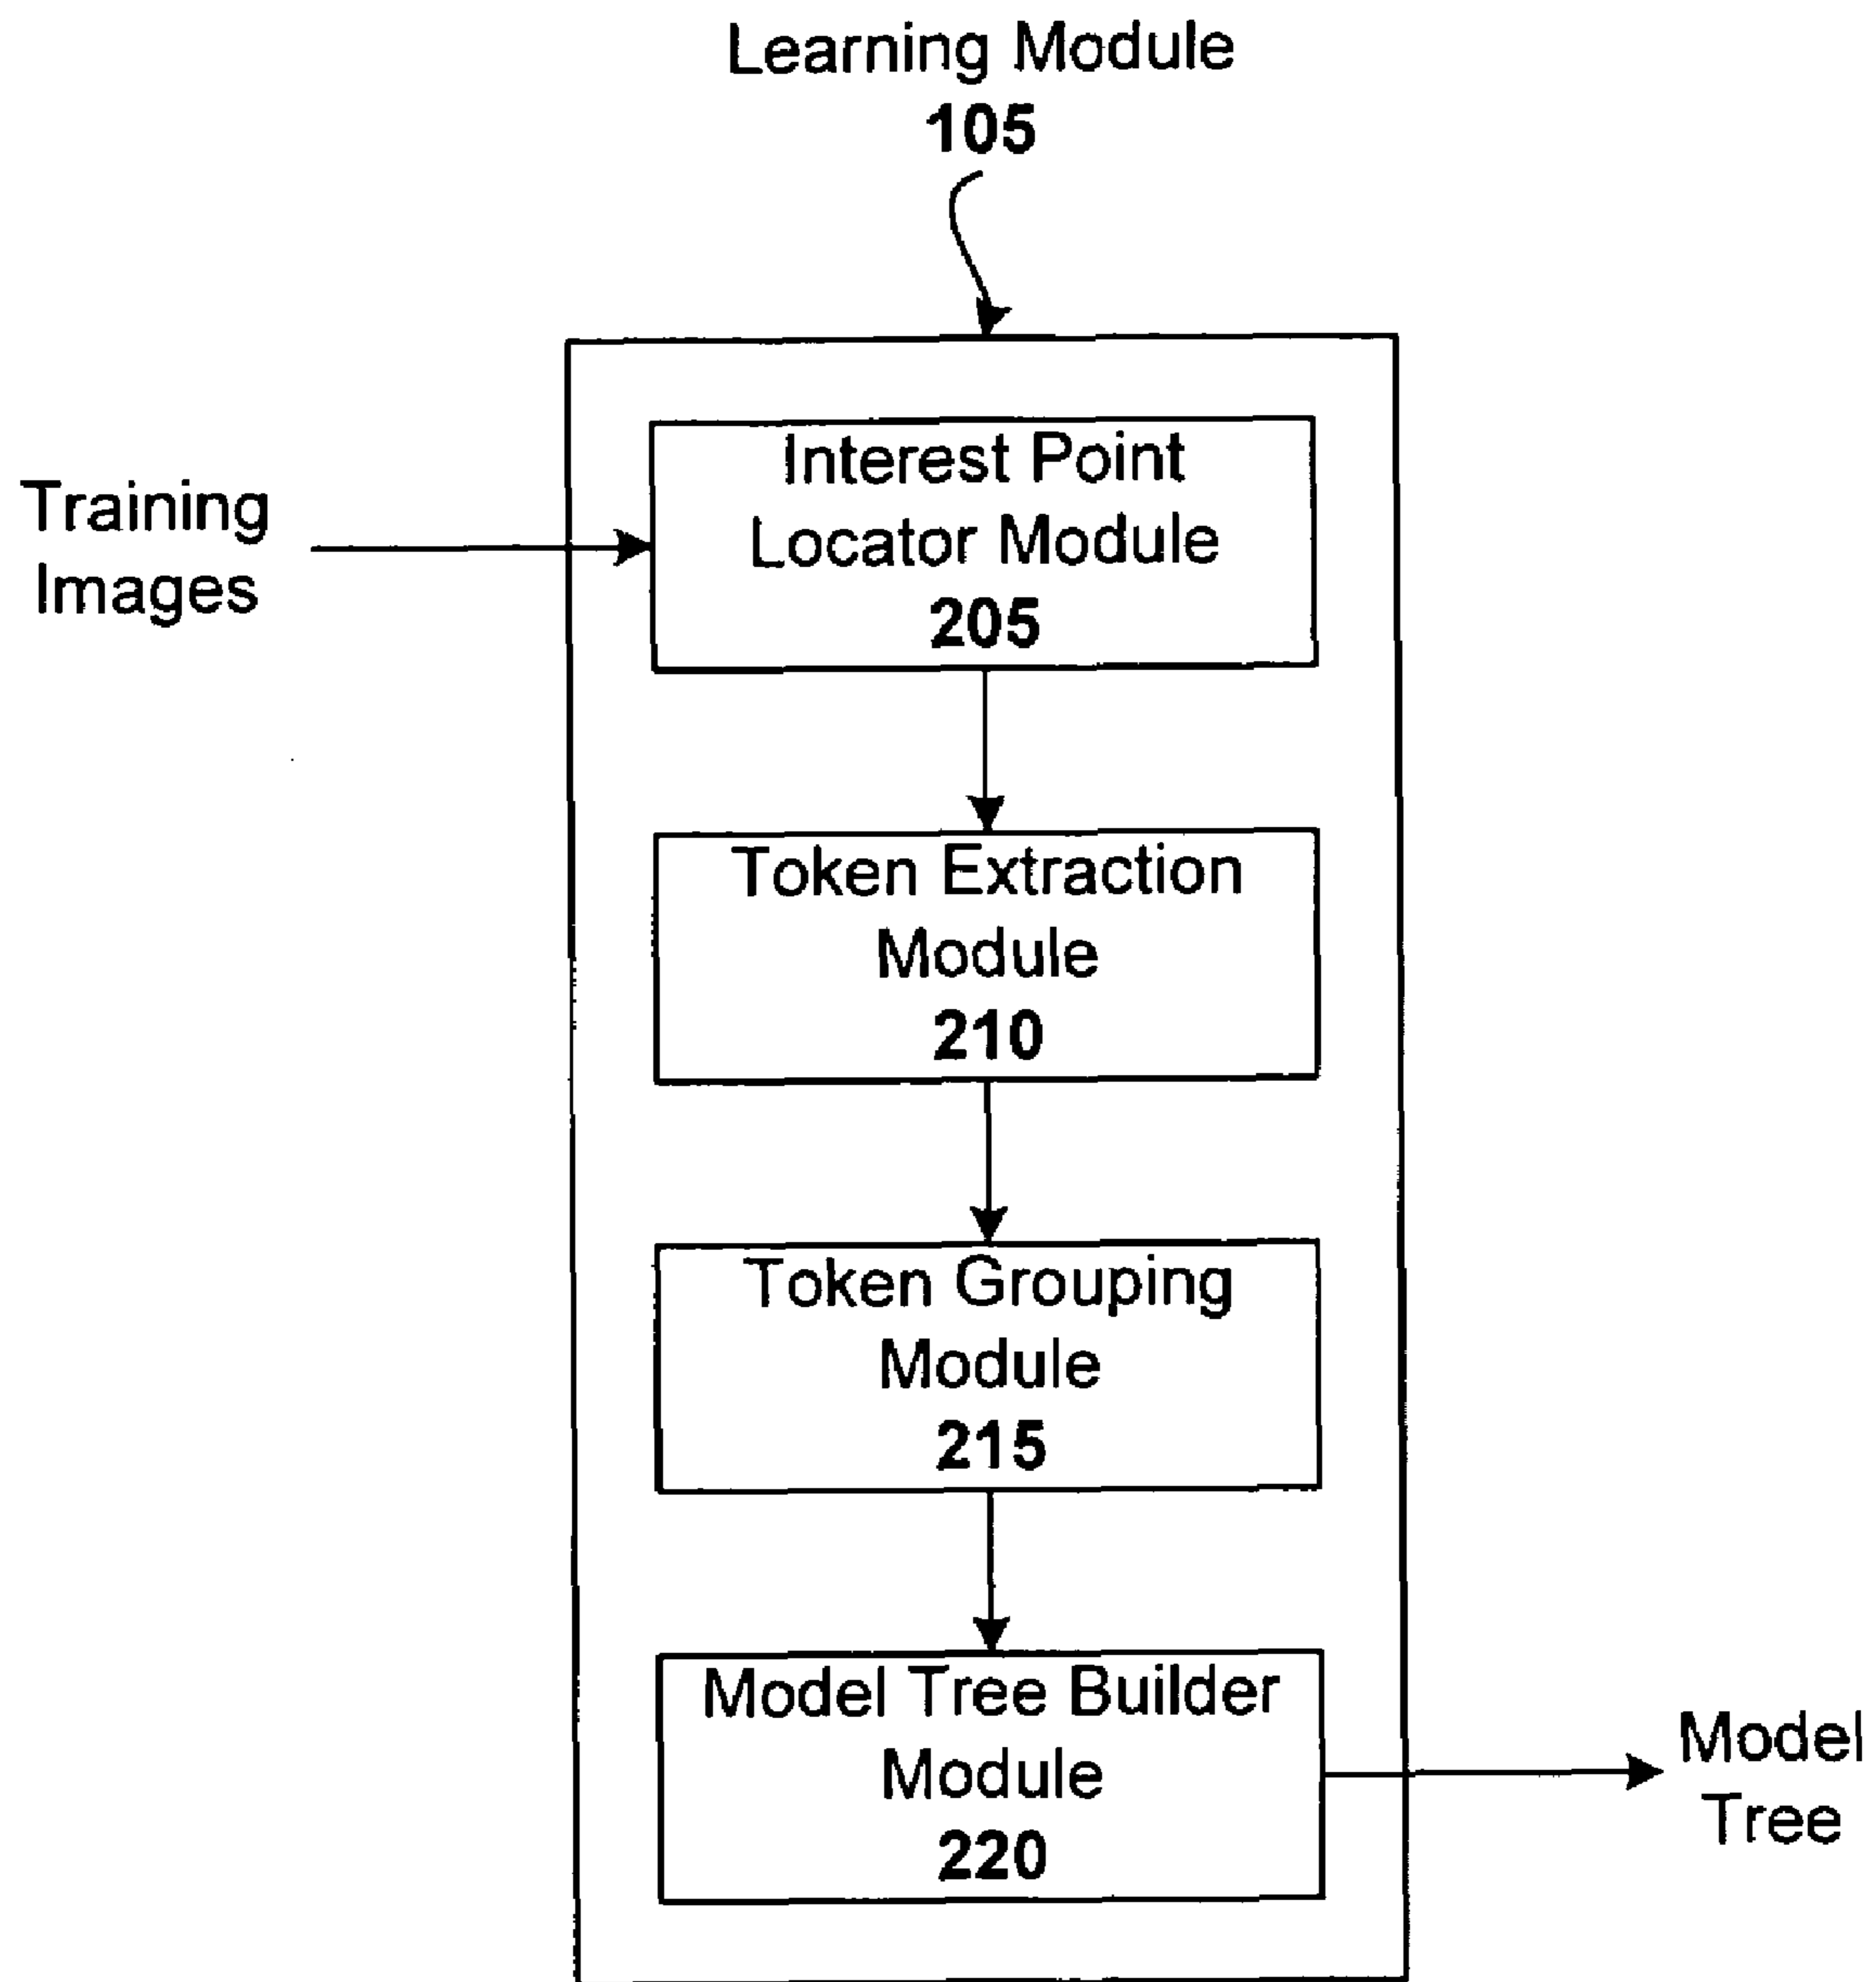 Learning Module
105
Training
Images
Interest Point
Locator Module
205
Token Extraction
Module
210
Token Grouping
Module
215
Model Tree Builder
Module
220
Model
Tree